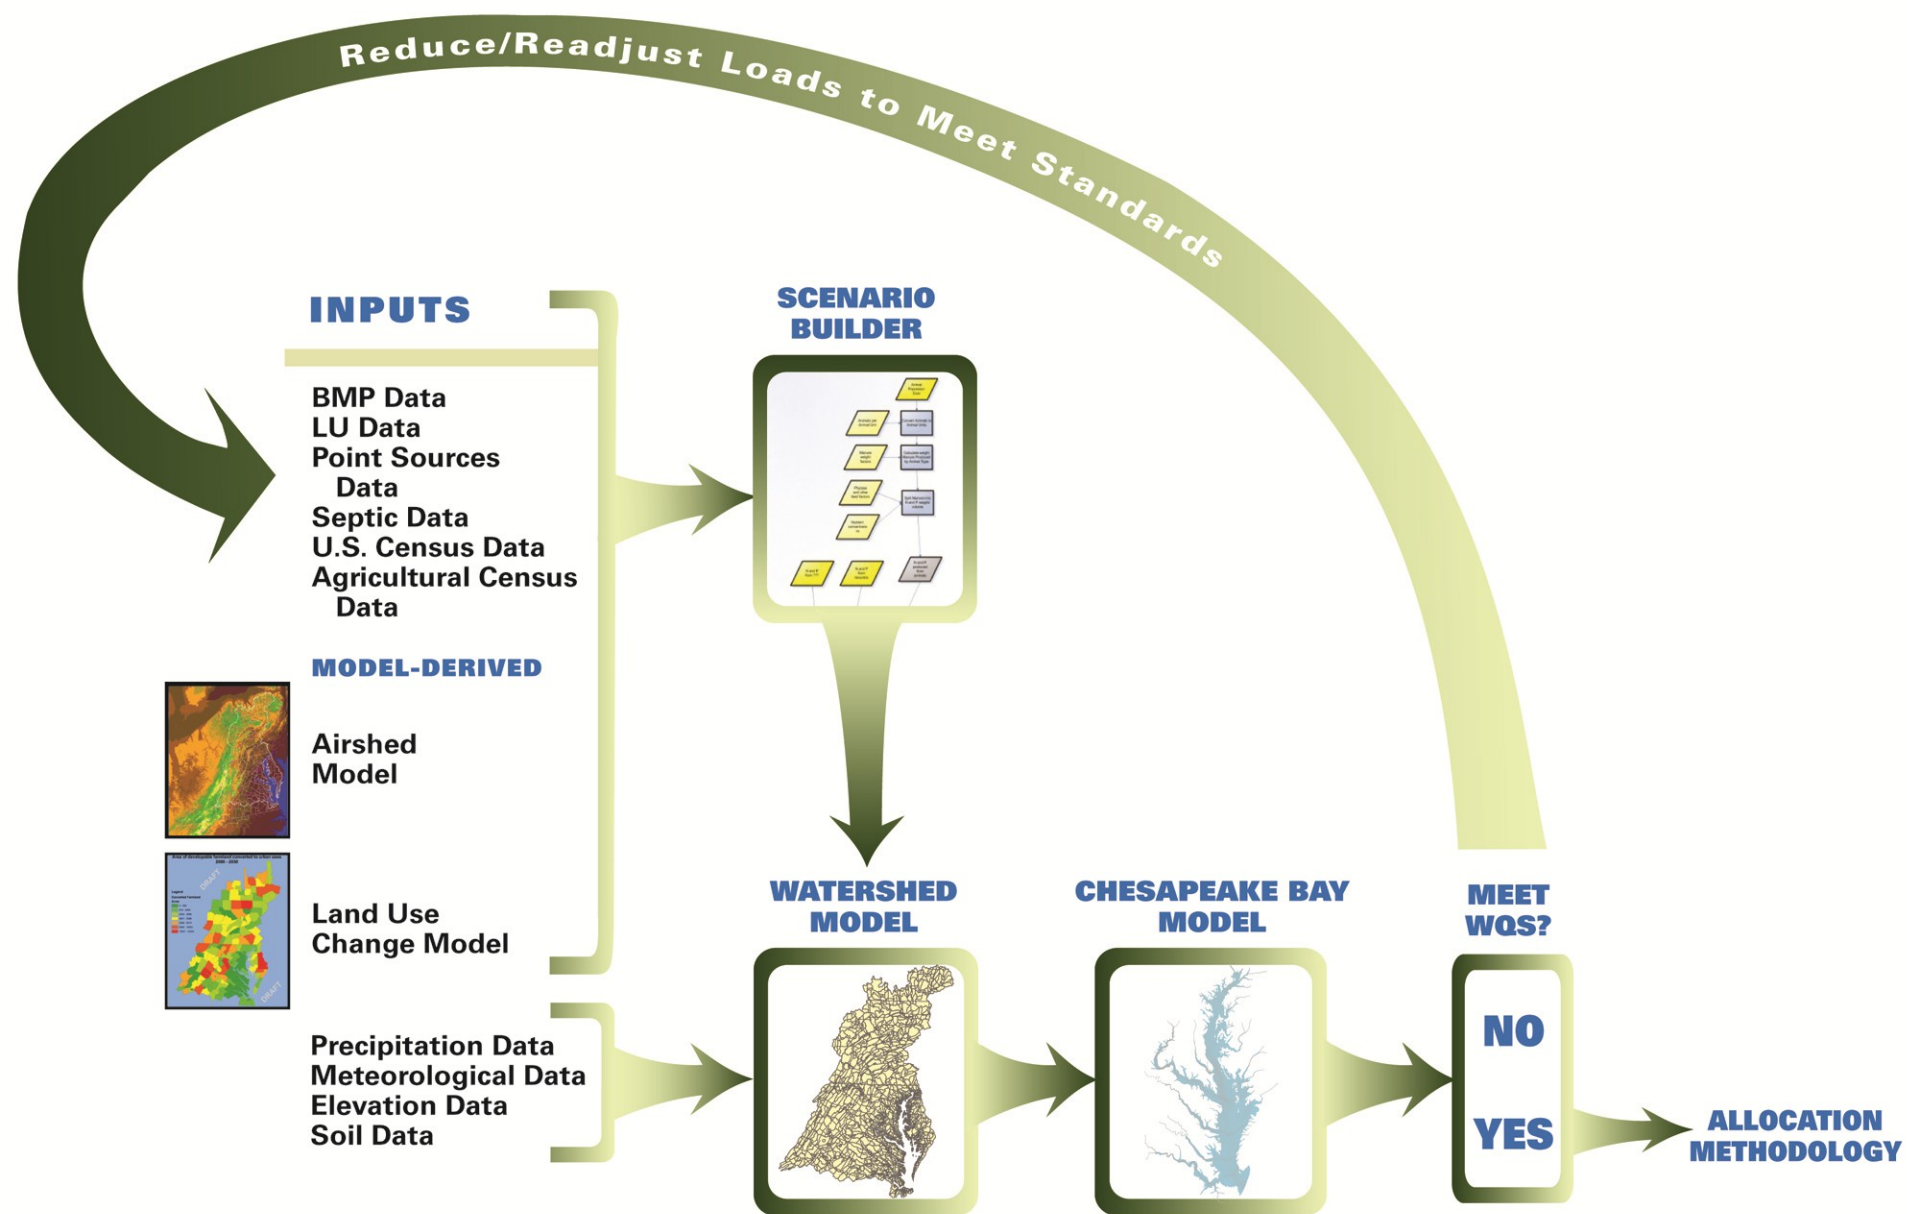 Reduce/Readjust Loads to Meet Standards
INPUTS
BMP Data
LU Data
Point Sources
Data
Septic Data
U.S. Census Data
Agricultural Census
Data
MODEL-DERIVED
Airshed
Model
Land Use
Change Model
DRAFT
DRAFT
Precipitation Data
Meteorological Data
Elevation Data
Soil Data
SCENARIO
BUILDER
WATERSHED
MODEL
CHESAPEAKE BAY
MODEL
MEET
WQS?
NO
YES
ALLOCATION
METHODOLOGY